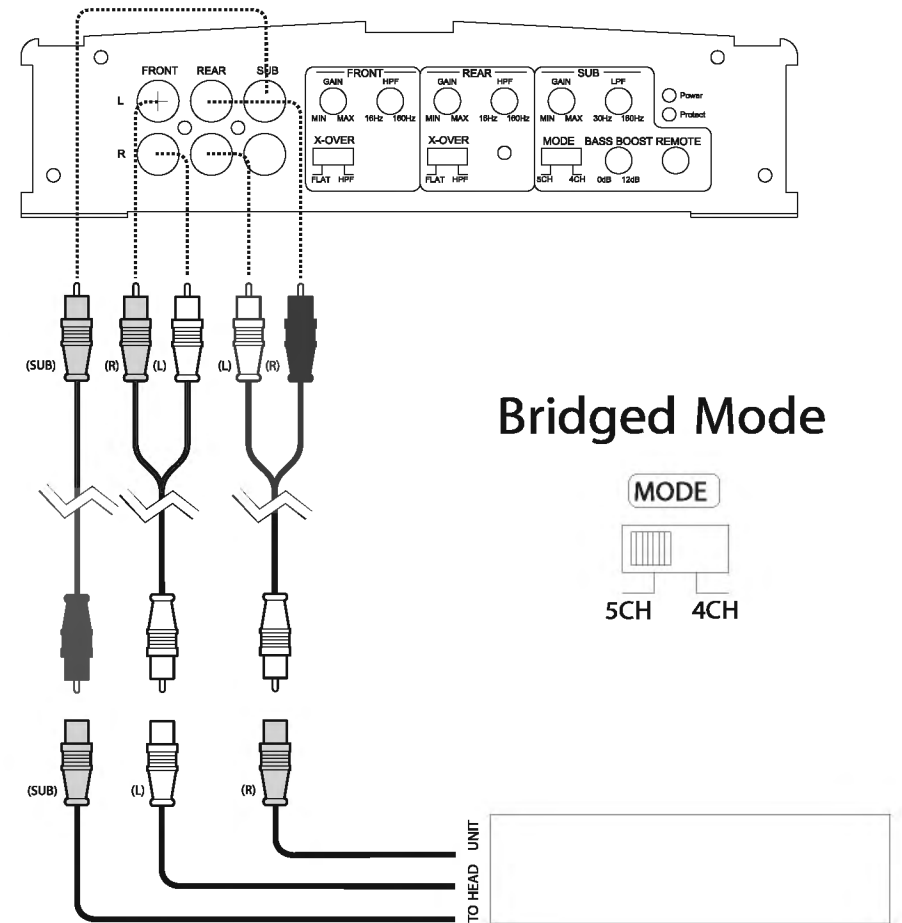 FRONT REAR SUB
L
R
FRONT
GAIN HPF
MIN MAX 16Hz 160Hz
X-OVER
FLAT HPF
REAR
GAIN HPF
MIN MAX 16Hz 160Hz
X-OVER
FLAT HPF
SUB
GAIN LPF
MIN MAX 30Hz 160Hz
MODE BASS BOOST REMOTE
5CH 4CH 0dB 12dB
Power
Protect
(SUB) (R) (L) (L) (R)
Bridged Mode
MODE
5CH 4CH
(SUB) (L) (R)
TO HEAD UNIT